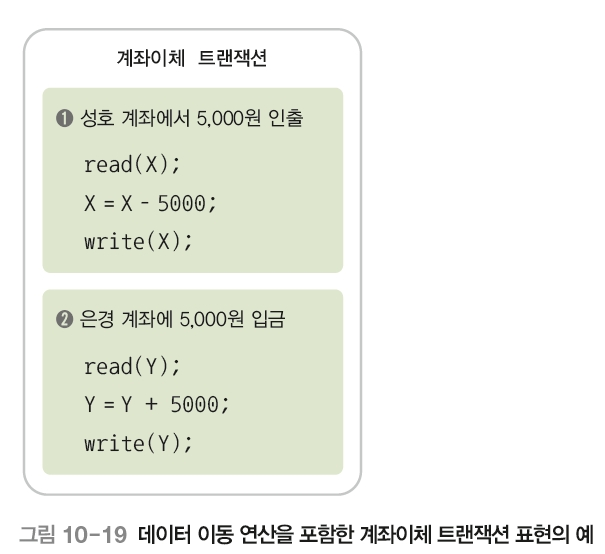 계좌이체 트랜잭션
❶ 성호 계좌에서 5,000원 인출
read(X);
X = X - 5000;
write(X);
❷ 은경 계좌에 5,000원 입금
read(Y);
Y = Y + 5000;
write(Y);
그림 10-19 데이터 이동 연산을 포함한 계좌이체 트랜잭션 표현의 예